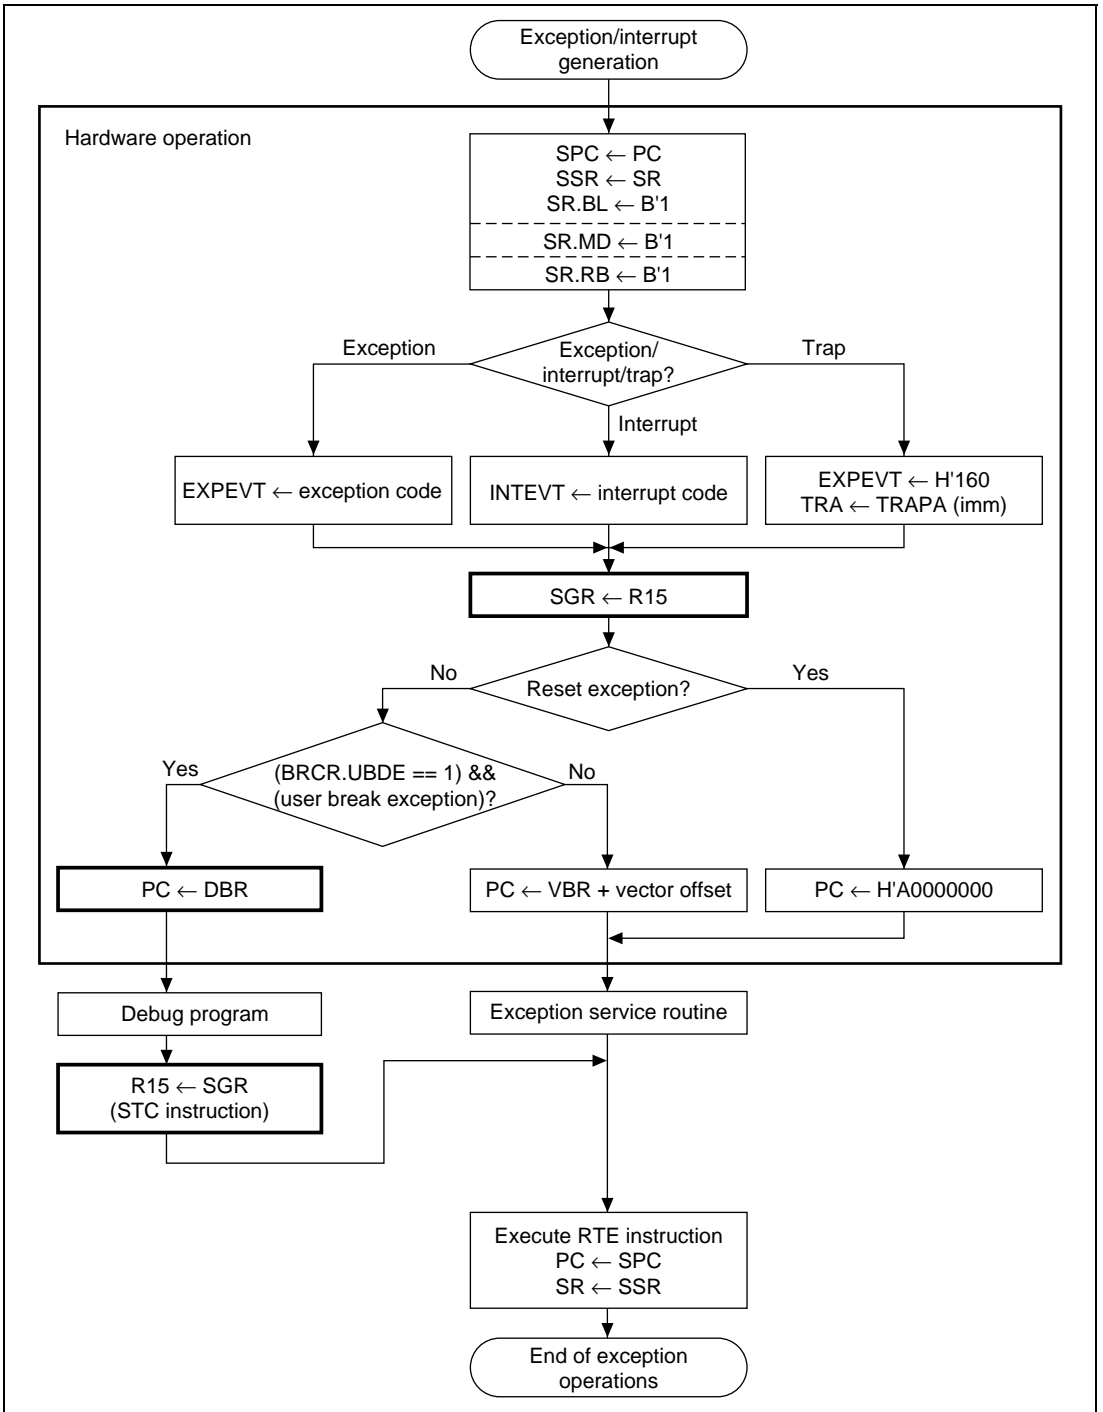 Exception/interrupt
generation
Hardware operation
SPC ← PC
SSR ← SR
SR.BL ← B'1
SR.MD ← B'1
SR.RB ← B'1
Exception
Exception/
interrupt/trap?
Trap
Interrupt
EXPEVT ← exception code
INTEVT ← interrupt code
EXPEVT ← H'160
TRA ← TRAPA (imm)
SGR ← R15
No
Reset exception?
Yes
Yes
(BRCR.UBDE == 1) &&
(user break exception)?
No
PC ← DBR
PC ← VBR + vector offset
PC ← H'A0000000
Debug program
Exception service routine
R15 ← SGR
(STC instruction)
Execute RTE instruction
PC ← SPC
SR ← SSR
End of exception
operations